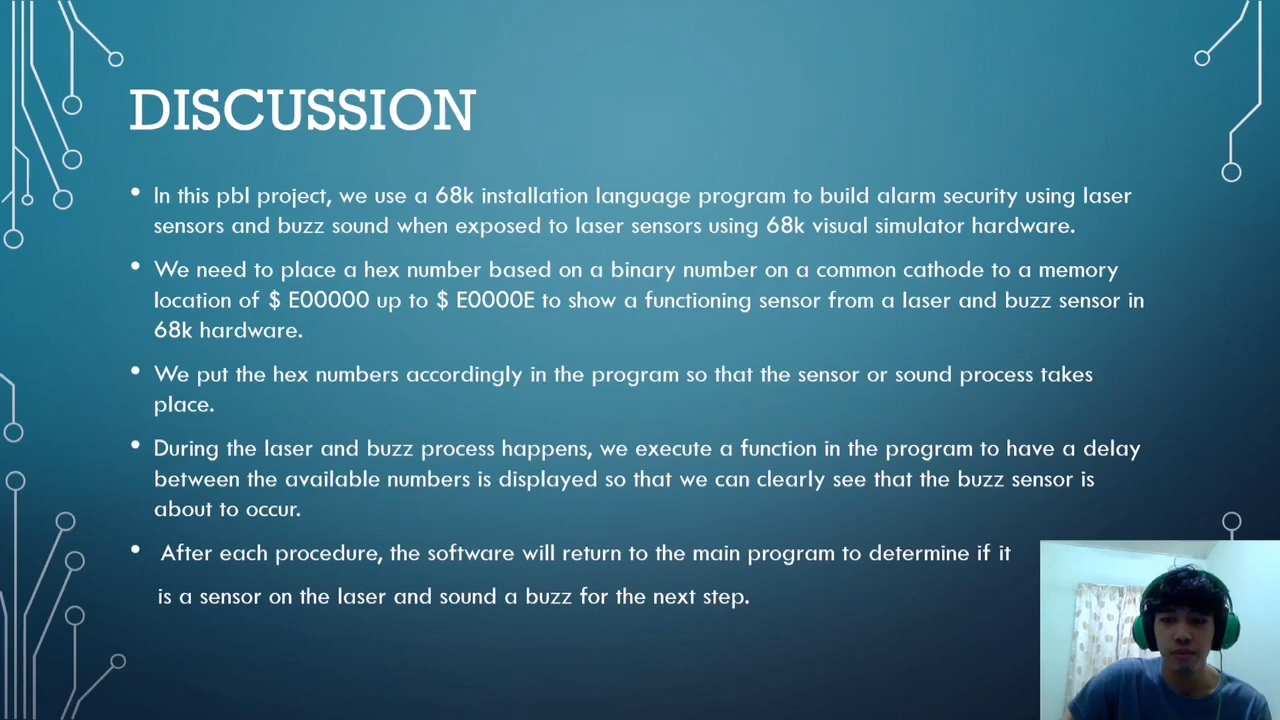 DISCUSSION
• In this pbl project, we use a 68k installation language program to build alarm security using laser
sensors and buzz sound when exposed to laser sensors using 68k visual simulator hardware.
• We need to place a hex number based on a binary number on a common cathode to a memory
location of $ E00000 up to $ E0000E to show a functioning sensor from a laser and buzz sensor in
68k hardware.
• We put the hex numbers accordingly in the program so that the sensor or sound process takes
place.
• During the laser and buzz process happens, we execute a function in the program to have a delay
between the available numbers is displayed so that we can clearly see that the buzz sensor is
about to occur.
• After each procedure, the software will return to the main program to determine if it
is a sensor on the laser and sound a buzz for the next step.